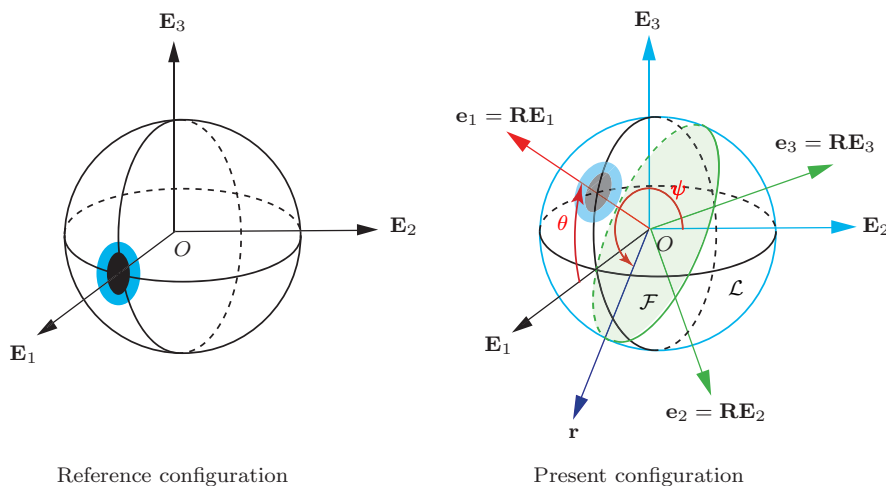 E₃
E₂
O
E₁
Reference configuration
E₃
e₁ = RE₁
e₃ = RE₃
ψ
θ
E₂
O
ℱ
ℒ
E₁
e₂ = RE₂
r
Present configuration